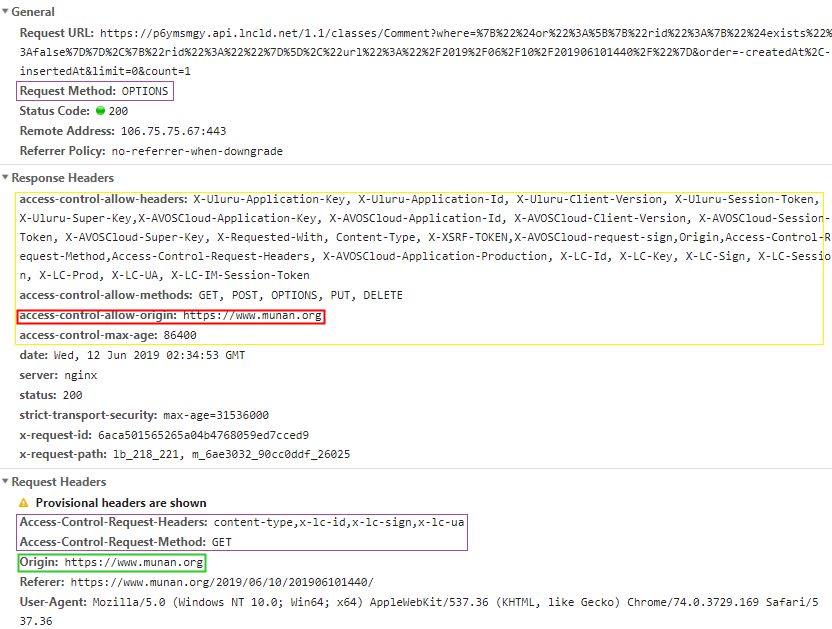 General
Request URL: https://p6ymsmgy.api.lncld.net/1.1/classes/Comment?where=%7B%22%24or%22%3A%5B%7B%22rid%22%3A%7B%22%24exists%22%
3Afalse%7D%7D%2C%7B%22rid%22%3A%22%22%7D%5D%2C%22url%22%3A%22%2F2019%2F06%2F10%2F201906101440%2F%22%7D&order=-createdAt%2C-
insertedAt&limit=0&count=1
Request Method: OPTIONS
Status Code: 200
Remote Address: 106.75.75.67:443
Referrer Policy: no-referrer-when-downgrade
Response Headers
access-control-allow-headers: X-Uluru-Application-Key, X-Uluru-Application-Id, X-Uluru-Client-Version, X-Uluru-Session-Token,
X-Uluru-Super-Key,X-AVOSCloud-Application-Key, X-AVOSCloud-Application-Id, X-AVOSCloud-Client-Version, X-AVOSCloud-Session-
Token, X-AVOSCloud-Super-Key, X-Requested-With, Content-Type, X-XSRF-TOKEN,X-AVOSCloud-request-sign,Origin,Access-Control-R
equest-Method,Access-Control-Request-Headers, X-AVOSCloud-Application-Production, X-LC-Id, X-LC-Key, X-LC-Sign, X-LC-Sessio
n, X-LC-Prod, X-LC-UA, X-LC-IM-Session-Token
access-control-allow-methods: GET, POST, OPTIONS, PUT, DELETE
access-control-allow-origin: https://www.munan.org
access-control-max-age: 86400
date: Wed, 12 Jun 2019 02:34:53 GMT
server: nginx
status: 200
strict-transport-security: max-age=31536000
x-request-id: 6aca501565265a04b4768059ed7cced9
x-request-path: lb_218_221, m_6ae3032_90cc0ddf_26025
Request Headers
Provisional headers are shown
Access-Control-Request-Headers: content-type,x-lc-id,x-lc-sign,x-lc-ua
Access-Control-Request-Method: GET
Origin: https://www.munan.org
Referer: https://www.munan.org/2019/06/10/201906101440/
User-Agent: Mozilla/5.0 (Windows NT 10.0; Win64; x64) AppleWebKit/537.36 (KHTML, like Gecko) Chrome/74.0.3729.169 Safari/5
37.36